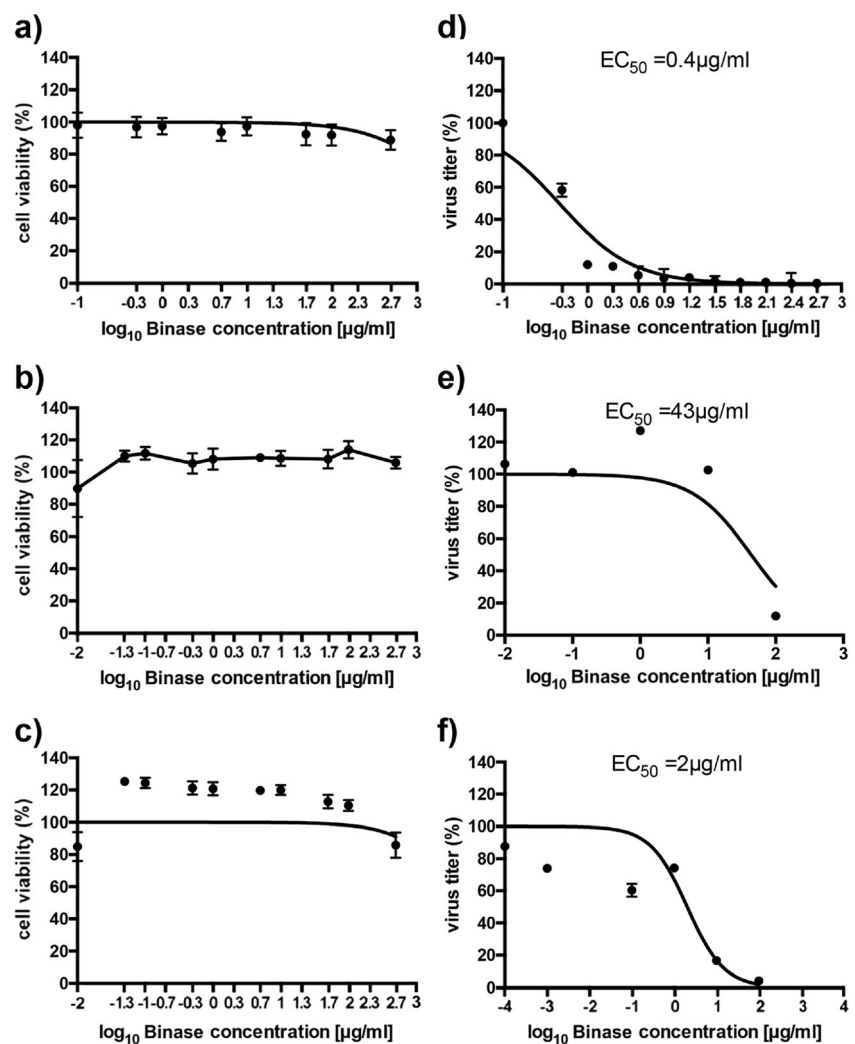 a)
cell viability (%)
140
120
100
80
60
40
20
0
-1 -0.3 0 0.3 0.7 1 1.3 1.7 2 2.3 2.7 3
log10 Binase concentration [µg/ml]
d)
EC50 =0.4µg/ml
virus titer (%)
140
120
100
80
60
40
20
0
-1 -0.3 0 0.3 0.6 0.9 1.2 1.5 1.8 2.1 2.4 2.7 3
log10 Binase concentration [µg/ml]
b)
cell viability (%)
140
120
100
80
60
40
20
0
-2 -1.3 -1 -0.7 -0.3 0 0.3 0.7 1 1.3 1.7 2 2.3 2.7 3
log10 Binase concentration [µg/ml]
e)
EC50 =43µg/ml
virus titer (%)
140
120
100
80
60
40
20
0
-2 -1 0 1 2 3
log10 Binase concentration [µg/ml]
c)
cell viability (%)
140
120
100
80
60
40
20
0
-2 -1.3 -1 -0.7 -0.3 0 0.3 0.7 1 1.3 1.7 2 2.3 2.7 3
log10 Binase concentration [µg/ml]
f)
EC50 =2µg/ml
virus titer (%)
140
120
100
80
60
40
20
0
-4 -3 -2 -1 0 1 2 3 4
log10 Binase concentration [µg/ml]